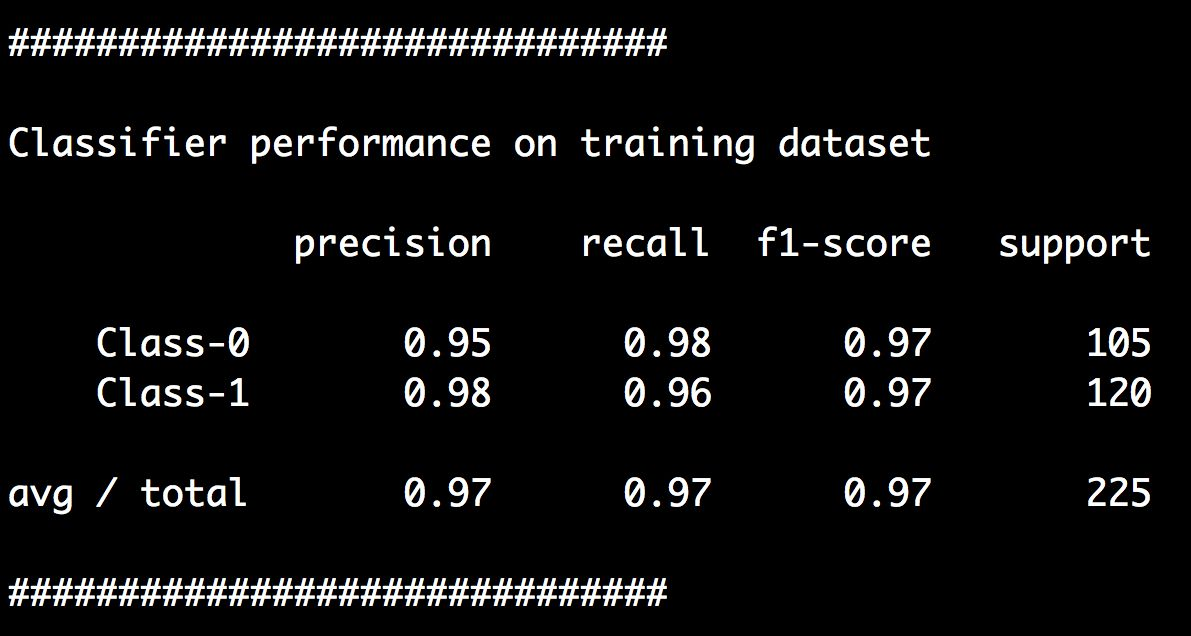 ##############################
Classifier performance on training dataset
precision recall f1-score support
Class-0 0.95 0.98 0.97 105
Class-1 0.98 0.96 0.97 120
avg / total 0.97 0.97 0.97 225
##############################